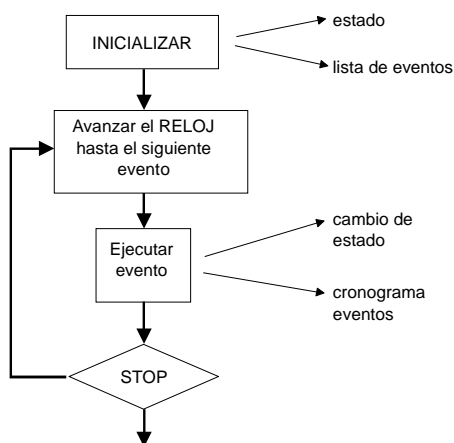 INICIALIZAR
estado
lista de eventos
Avanzar el RELOJ
hasta el siguiente
evento
Ejecutar
evento
cambio de
estado
cronograma
eventos
STOP